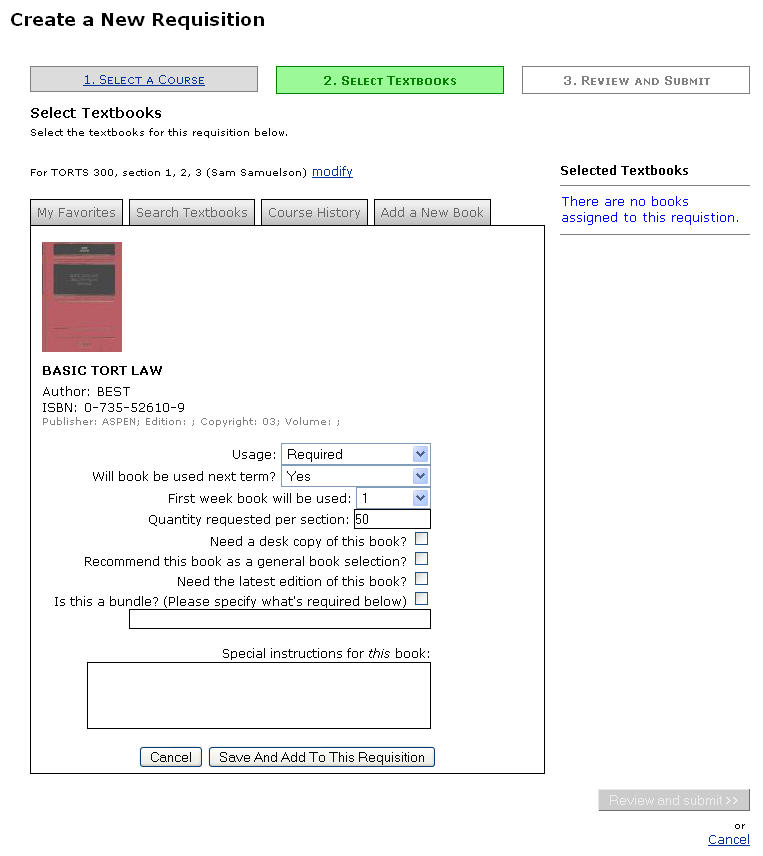 Create a New Requisition
1. Select a Course
2. Select Textbooks
3. Review and Submit
Select Textbooks
Select the textbooks for this requisition below.
For TORTS 300, section 1, 2, 3 (Sam Samuelson) modify
Selected Textbooks
There are no books
assigned to this requistion.
My Favorites
Search Textbooks
Course History
Add a New Book
BASIC TORT LAW
Author: BEST
ISBN: 0-735-52610-9
Publisher: ASPEN; Edition: ; Copyright: 03; Volume: ;
Usage: Required
Will book be used next term? Yes
First week book will be used: 1
Quantity requested per section: 50
Need a desk copy of this book?
Recommend this book as a general book selection?
Need the latest edition of this book?
Is this a bundle? (Please specify what's required below)
Special instructions for this book:
Cancel
Save And Add To This Requisition
Review and submit >>
or
Cancel